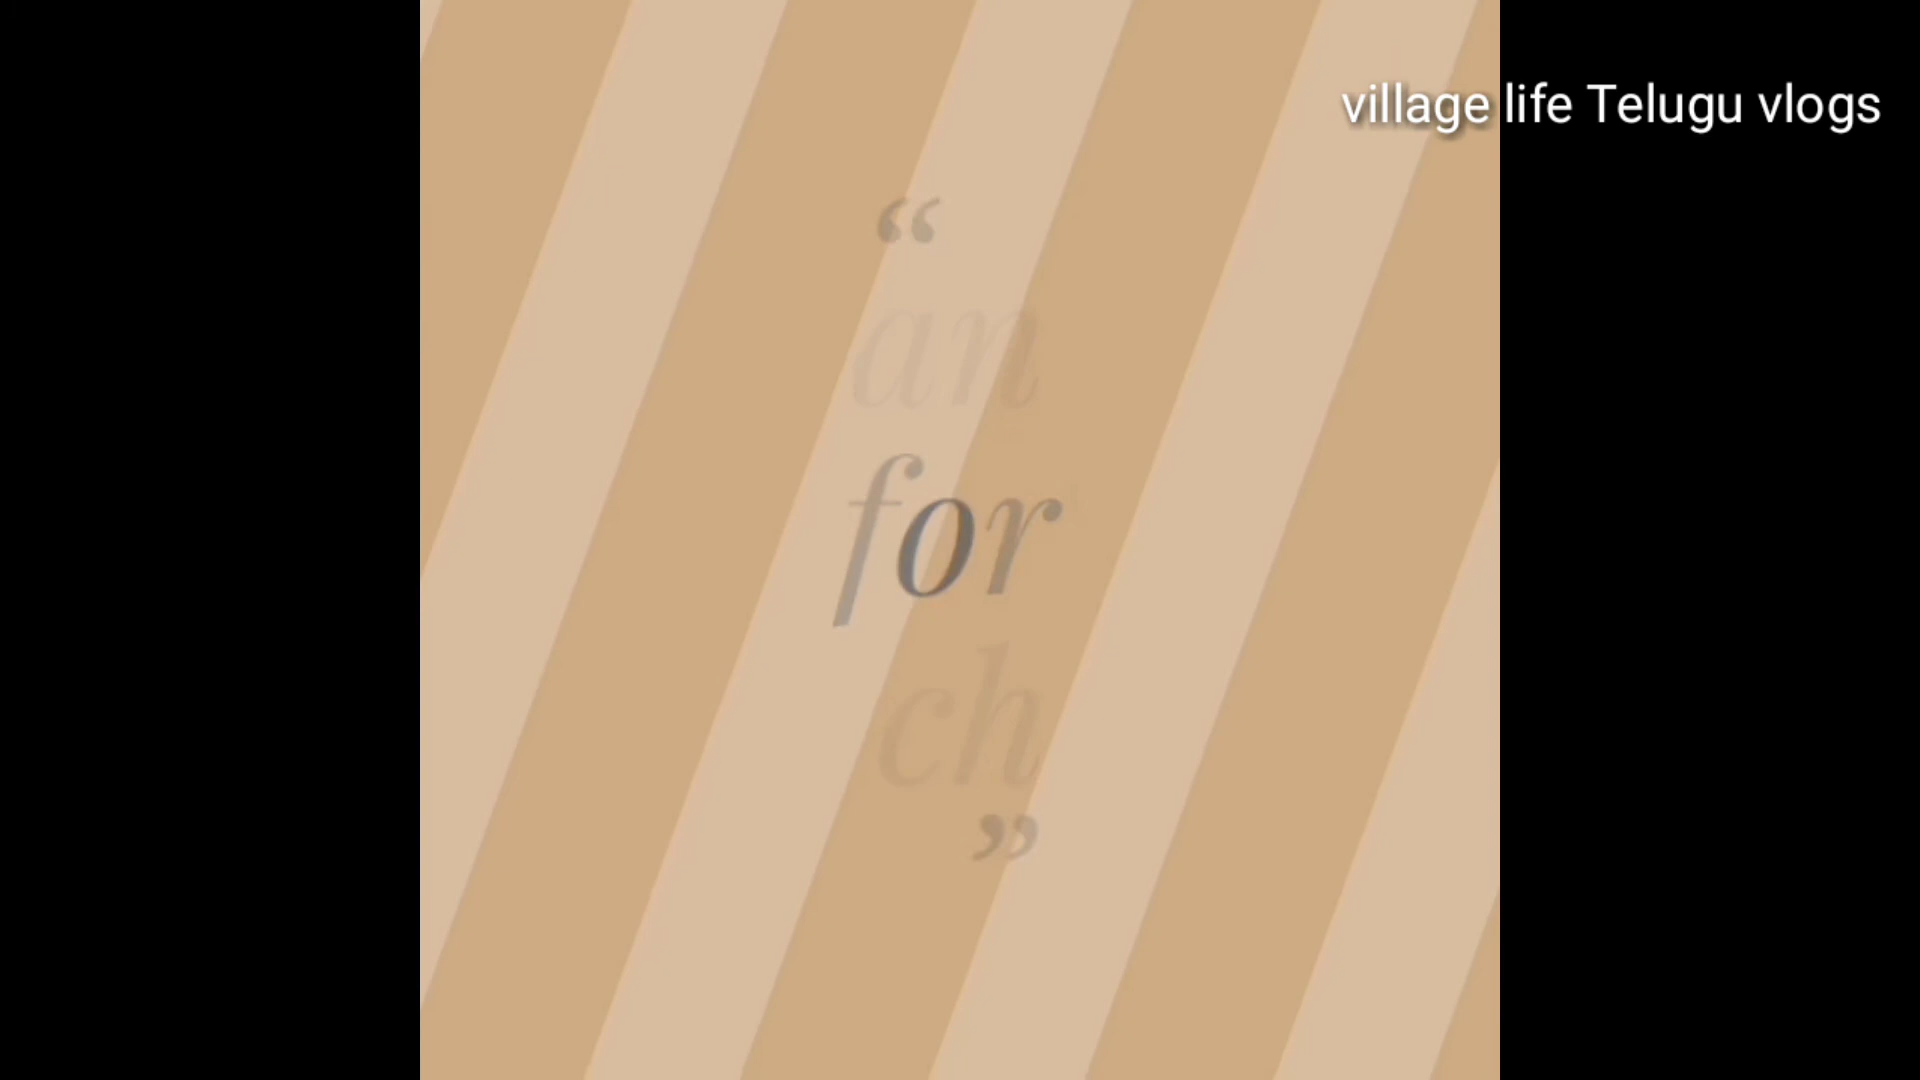 village life Telugu vlogs
“
an
for
ch
”